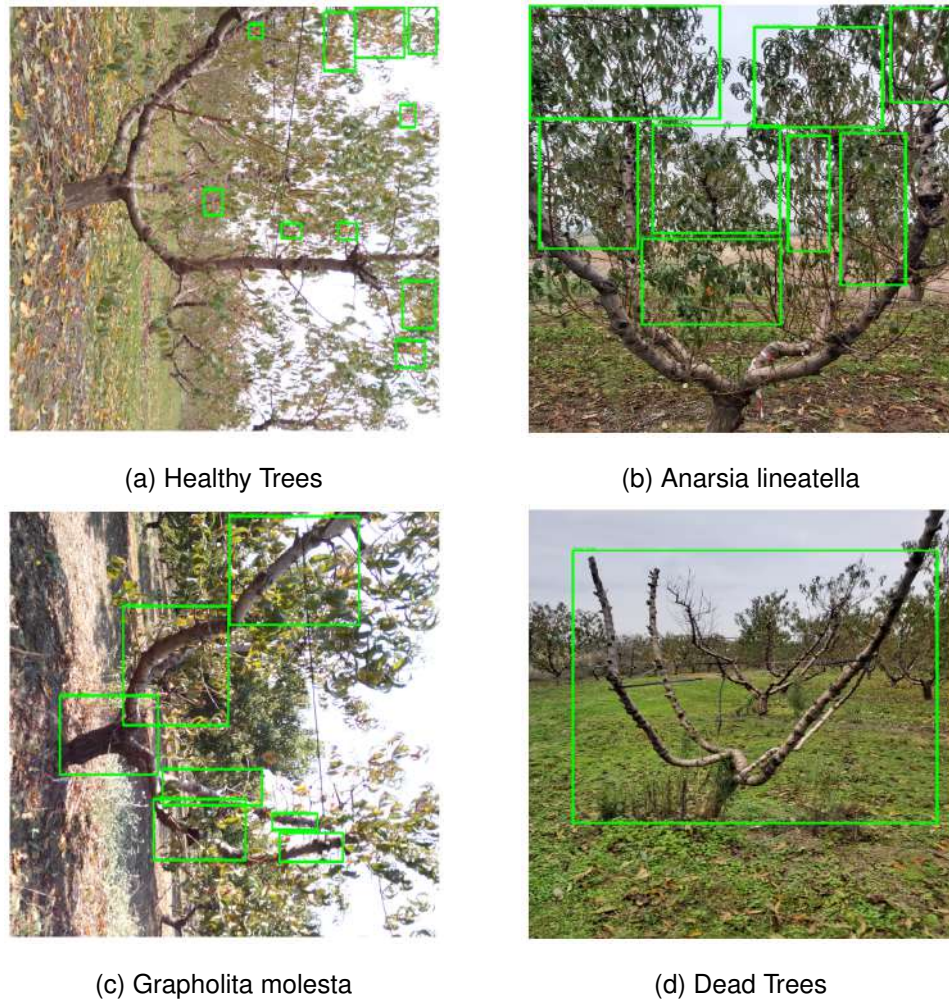 (a) Healthy Trees
(b) Anarsia lineatella
(c) Grapholita molesta
(d) Dead Trees